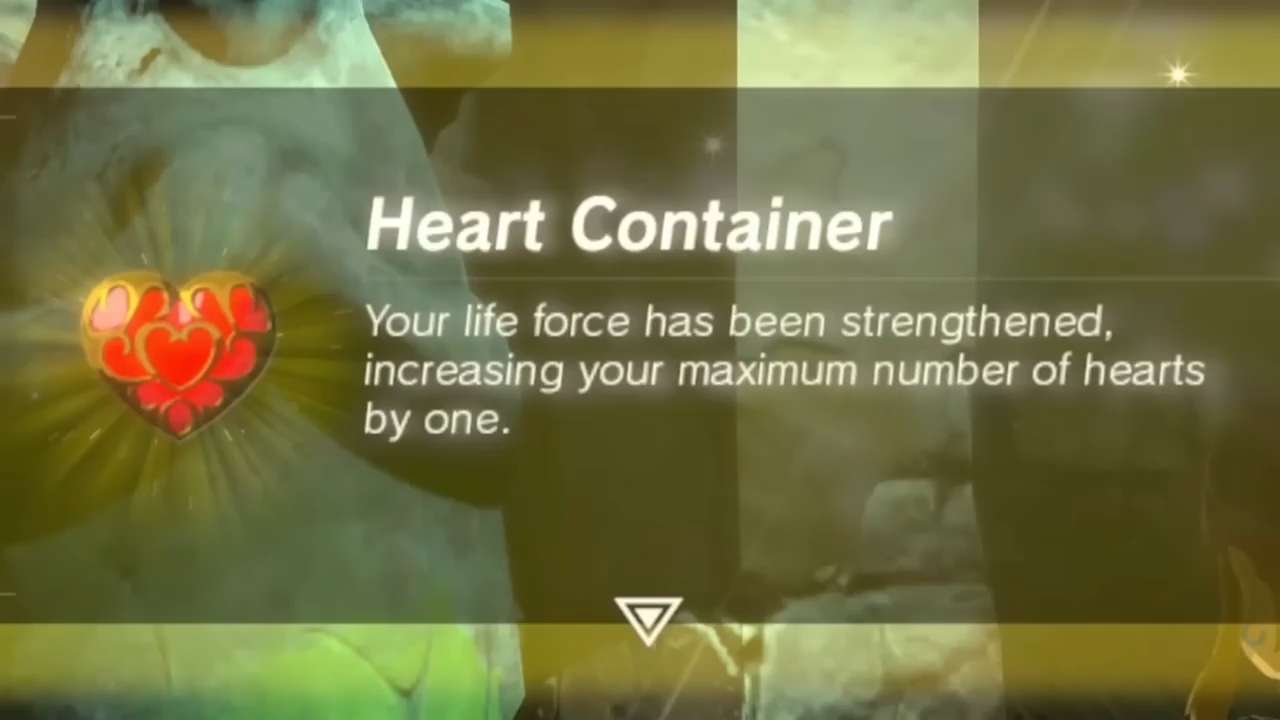 Heart Container
Your life force has been strengthened,
increasing your maximum number of hearts
by one.